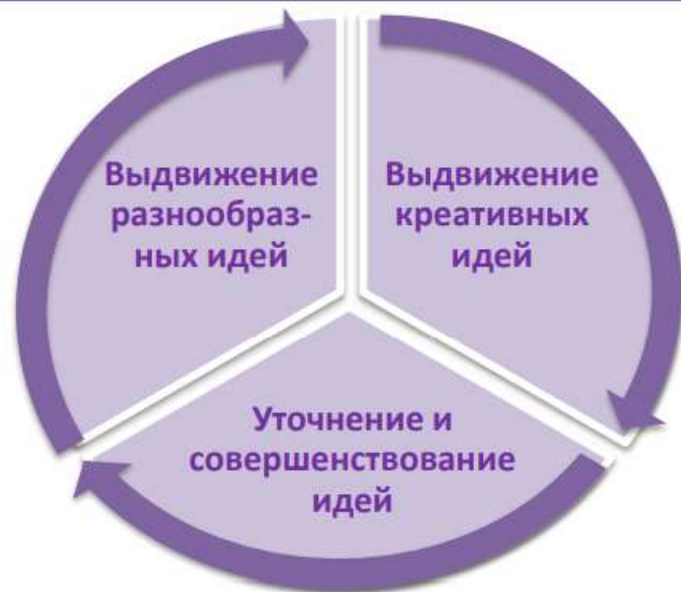 Выдвижение
разнообраз-
ных идей
Выдвижение
креативных
идей
Уточнение и
совершенствование
идей